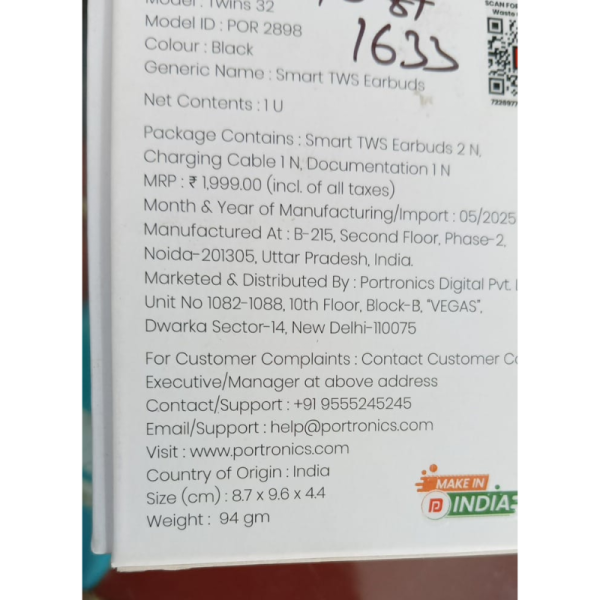 Model : Twins 32
Model ID : POR 2898
Colour : Black
Generic Name : Smart TWS Earbuds
Net Contents : 1 U
Package Contains : Smart TWS Earbuds 2 N,
Charging Cable 1 N, Documentation 1 N
MRP : ₹ 1,999.00 (incl. of all taxes)
Month & Year of Manufacturing/Import : 05/2025
Manufactured At : B-215, Second Floor, Phase-2,
Noida-201305, Uttar Pradesh, India.
Marketed & Distributed By : Portronics Digital Pvt.
Unit No 1082-1088, 10th Floor, Block-B, "VEGAS",
Dwarka Sector-14, New Delhi-110075
For Customer Complaints : Contact Customer
Executive/Manager at above address
Contact/Support : +91 9555245245
Email/Support : help@portronics.com
Visit : www.portronics.com
Country of Origin : India
Size (cm) : 8.7 x 9.6 x 4.4
Weight : 94 gm
1633
SCAN FOR
Waste
MAKE IN
INDIA